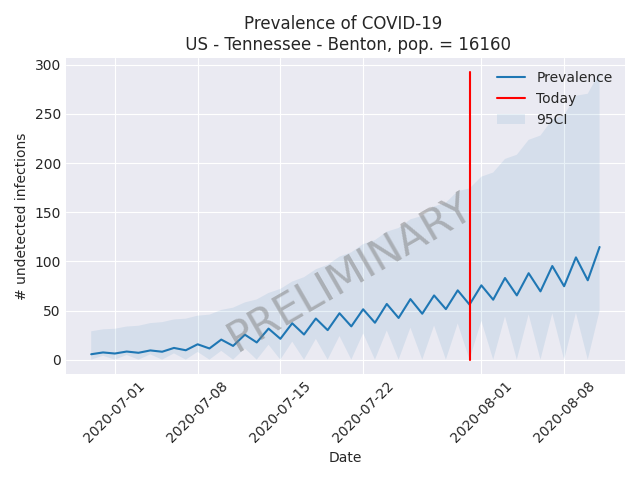 Prevalence of COVID-19
US - Tennessee - Benton, pop. = 16160
300
250
200
150
100
50
0
# undetected infections
Prevalence
Today
95CI
PRELIMINARY
2020-07-01
2020-07-08
2020-07-15
2020-07-22
2020-08-01
2020-08-08
Date